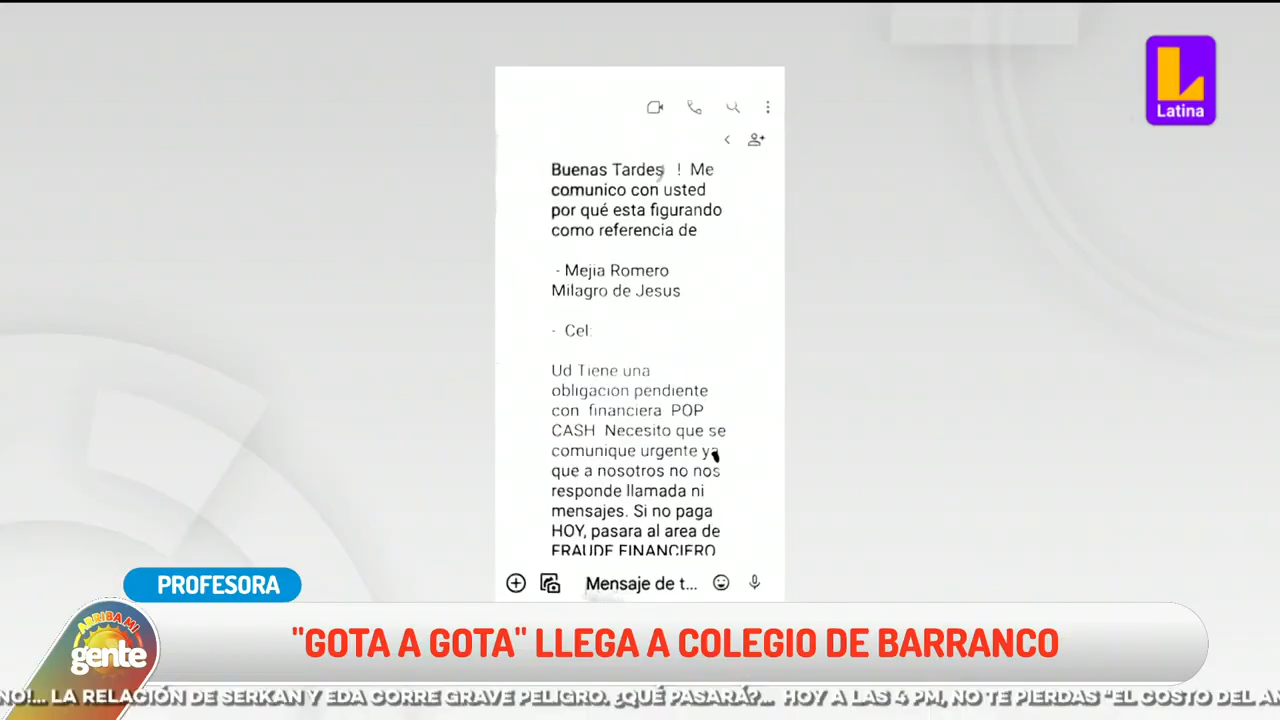 Latina
Buenas Tardes ! Me
comunico con usted
por qué esta figurando
como referencia de
- Mejia Romero
Milagro de Jesus
- Cel:
Ud Tiene una
obligacion pendiente
con financiera POP
CASH Necesito que se
comunique urgente ya
que a nosotros no nos
responde llamada ni
mensajes. Si no paga
HOY, pasara al area de
FRAUDE FINANCIERO
Mensaje de t...
PROFESORA
ARRIBA MI
gente
"GOTA A GOTA" LLEGA A COLEGIO DE BARRANCO
NO!... LA RELACIÓN DE SERKAN Y EDA CORRE GRAVE PELIGRO. ¿QUÉ PASARÁ?... HOY A LAS 4 PM, NO TE PIERDAS "EL COSTO DEL